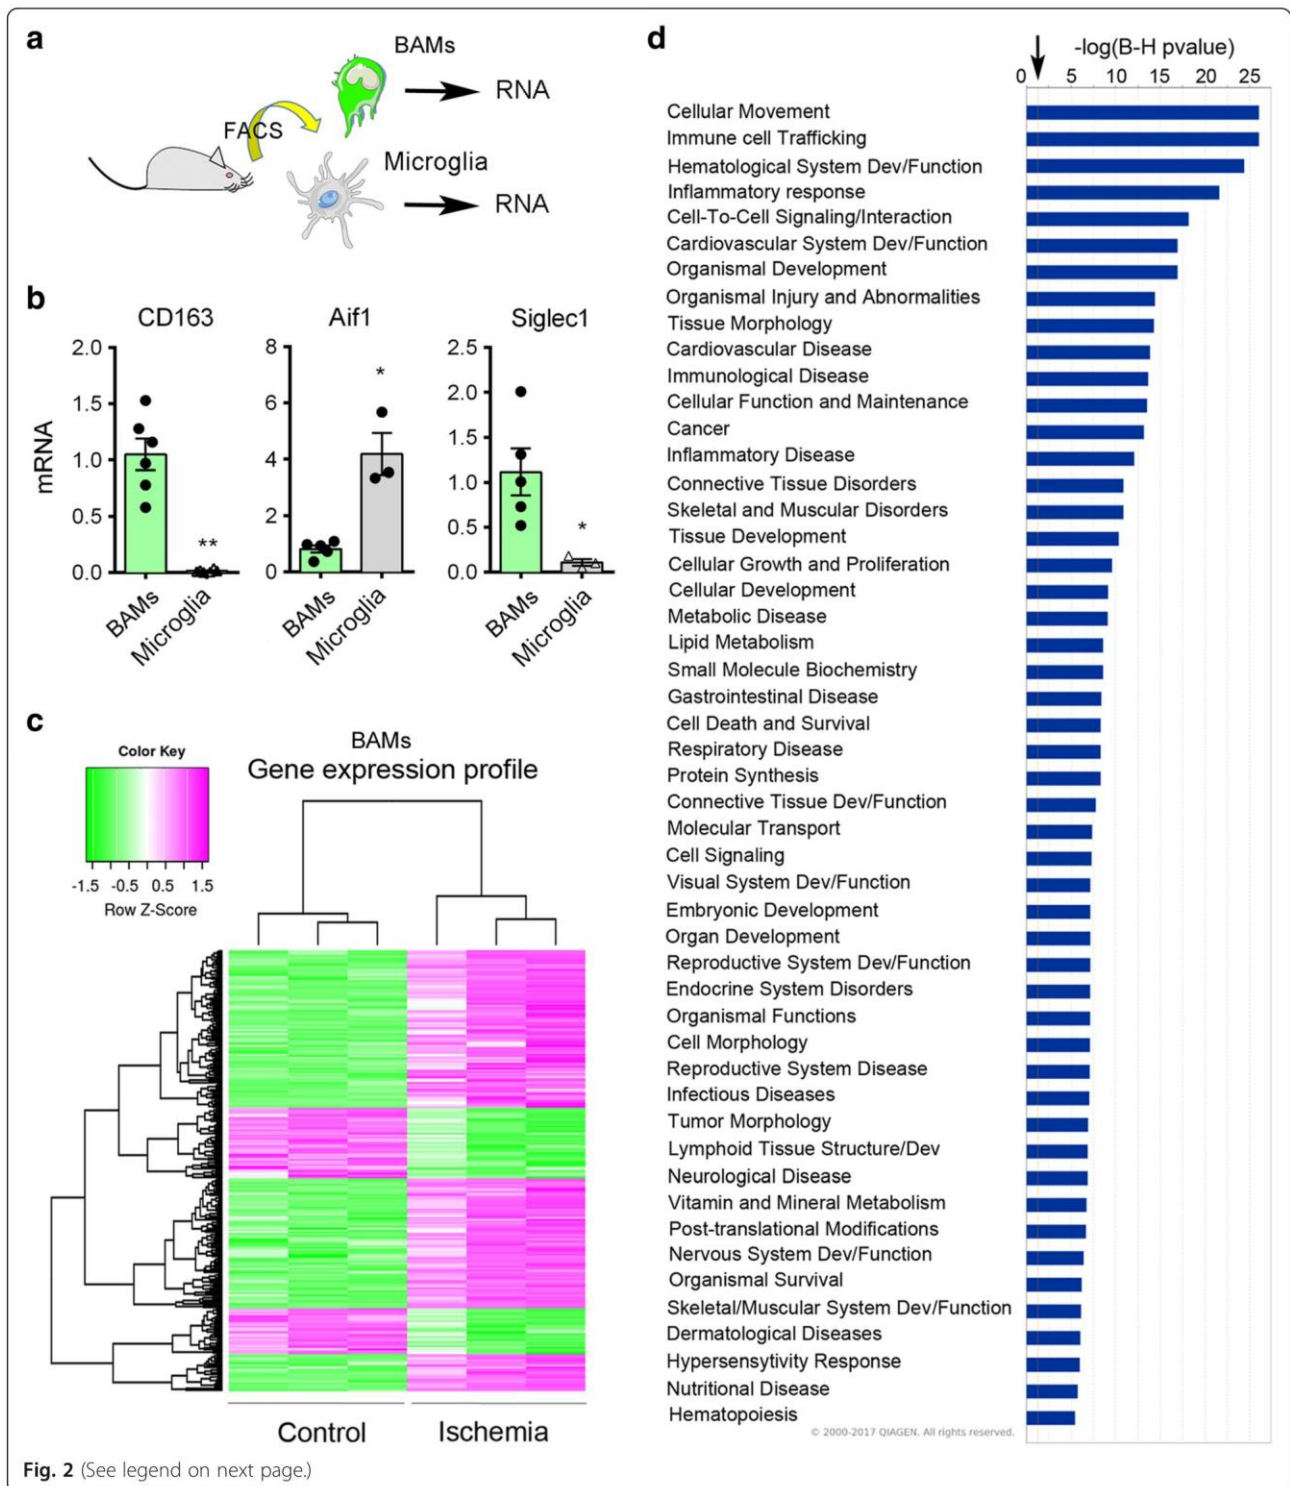 a
BAMs
RNA
FACS
Microglia
RNA
b
CD163
Aif1
Siglec1
mRNA
2.0
1.5
1.0
0.5
0.0
**
BAMs
Microglia
8
6
4
2
0
*
BAMs
Microglia
2.5
2.0
1.5
1.0
0.5
0.0
*
BAMs
Microglia
c
BAMs
Gene expression profile
Color Key
-1.5 -0.5 0.5 1.5
Row Z-Score
Control
Ischemia
d
-log(B-H pvalue)
0 5 10 15 20 25
Cellular Movement
Immune cell Trafficking
Hematological System Dev/Function
Inflammatory response
Cell-To-Cell Signaling/Interaction
Cardiovascular System Dev/Function
Organismal Development
Organismal Injury and Abnormalities
Tissue Morphology
Cardiovascular Disease
Immunological Disease
Cellular Function and Maintenance
Cancer
Inflammatory Disease
Connective Tissue Disorders
Skeletal and Muscular Disorders
Tissue Development
Cellular Growth and Proliferation
Cellular Development
Metabolic Disease
Lipid Metabolism
Small Molecule Biochemistry
Gastrointestinal Disease
Cell Death and Survival
Respiratory Disease
Protein Synthesis
Connective Tissue Dev/Function
Molecular Transport
Cell Signaling
Visual System Dev/Function
Embryonic Development
Organ Development
Reproductive System Dev/Function
Endocrine System Disorders
Organismal Functions
Cell Morphology
Reproductive System Disease
Infectious Diseases
Tumor Morphology
Lymphoid Tissue Structure/Dev
Neurological Disease
Vitamin and Mineral Metabolism
Post-translational Modifications
Nervous System Dev/Function
Organismal Survival
Skeletal/Muscular System Dev/Function
Dermatological Diseases
Hypersensytivity Response
Nutritional Disease
Hematopoiesis
© 2000-2017 QIAGEN. All rights reserved.
Fig. 2 (See legend on next page.)